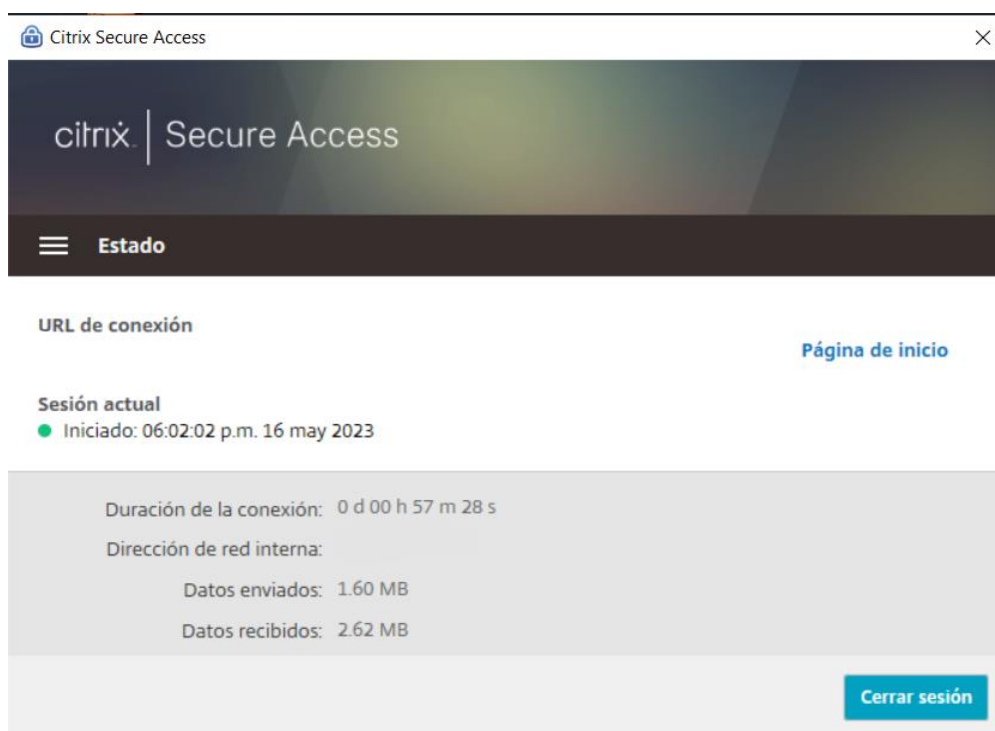 Citrix Secure Access
citrix. | Secure Access
Estado
URL de conexión
Página de inicio
Sesión actual
Iniciado: 06:02:02 p.m. 16 may 2023
Duración de la conexión: 0 d 00 h 57 m 28 s
Dirección de red interna:
Datos enviados: 1.60 MB
Datos recibidos: 2.62 MB
Cerrar sesión